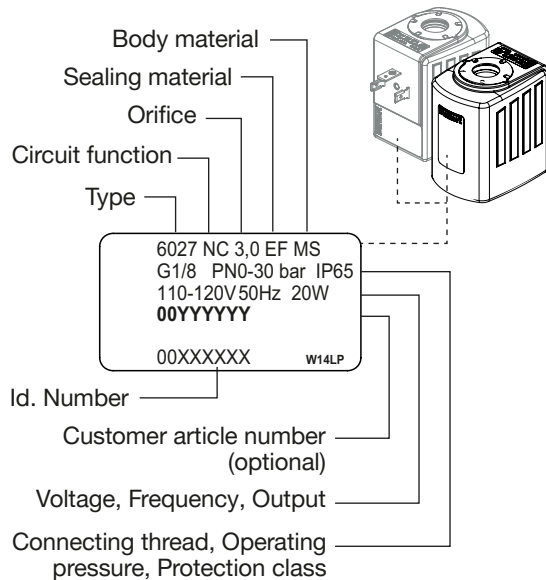 Body material
Sealing material
Orifice
Circuit function
Type
6027 NC 3,0 EF MS
G1/8 PN0-30 bar IP65
110-120V 50Hz 20W
00YYYYYY
00XXXXXX W14LP
Id. Number
Customer article number
(optional)
Voltage, Frequency, Output
Connecting thread, Operating
pressure, Protection class